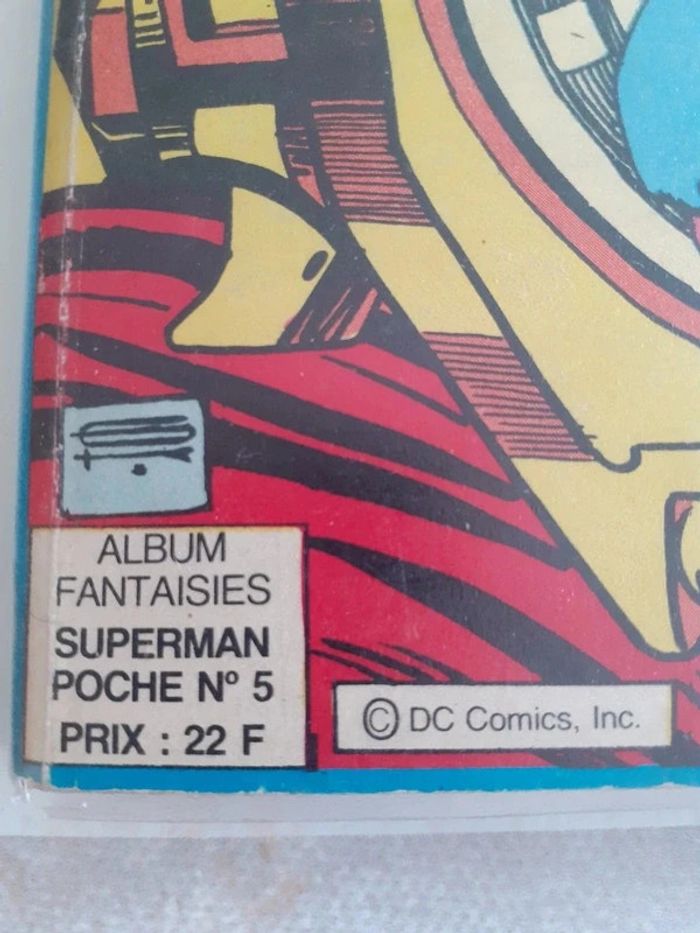 ALBUM
FANTAISIES
SUPERMAN
POCHE Nº 5
PRIX : 22 F
© DC Comics, Inc.